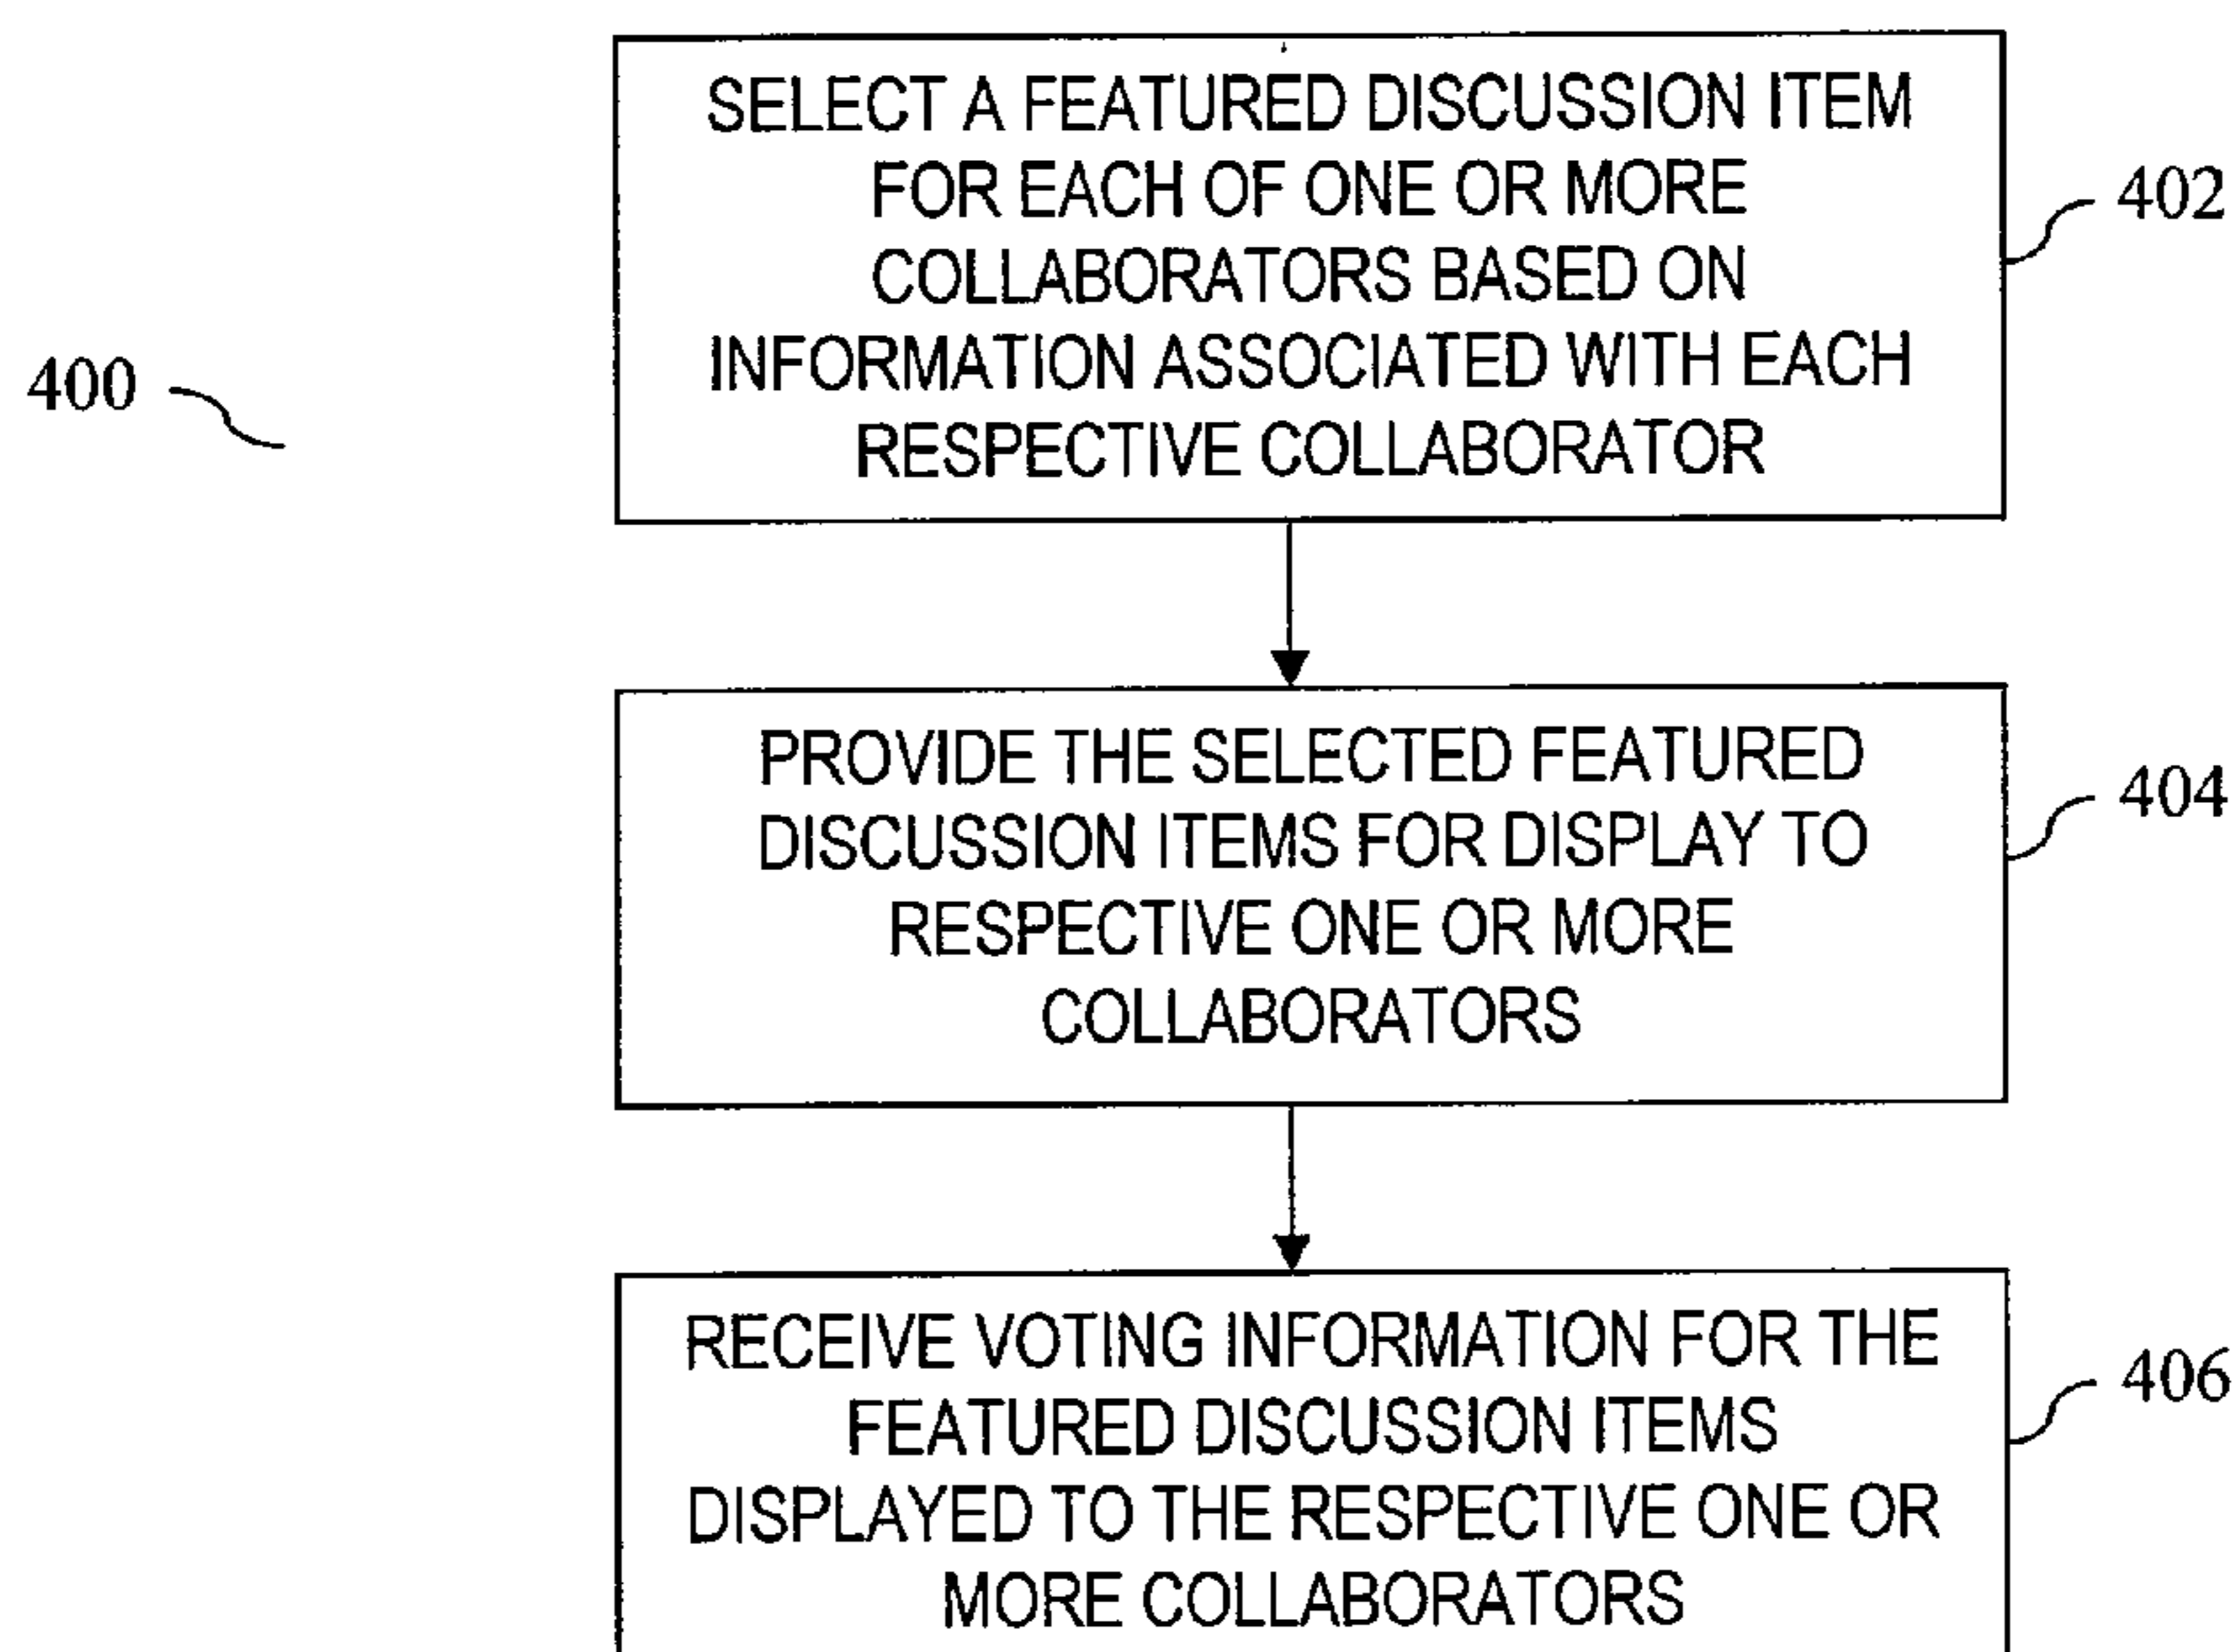 SELECT A FEATURED DISCUSSION ITEM
FOR EACH OF ONE OR MORE
COLLABORATORS BASED ON
INFORMATION ASSOCIATED WITH EACH
RESPECTIVE COLLABORATOR
402
400
PROVIDE THE SELECTED FEATURED
DISCUSSION ITEMS FOR DISPLAY TO
RESPECTIVE ONE OR MORE
COLLABORATORS
404
RECEIVE VOTING INFORMATION FOR THE
FEATURED DISCUSSION ITEMS
DISPLAYED TO THE RESPECTIVE ONE OR
MORE COLLABORATORS
406